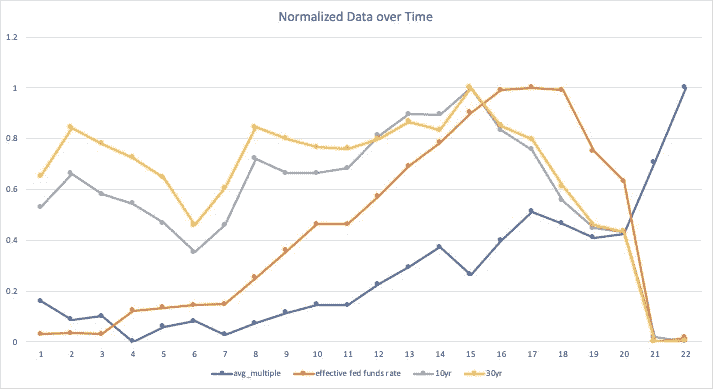 Normalized Data over Time
1.2
1
0.8
0.6
0.4
0.2
0
1 2 3 4 5 6 7 8 9 10 11 12 13 14 15 16 17 18 19 20 21 22
avg_multiple effective fed funds rate 10yr 30yr